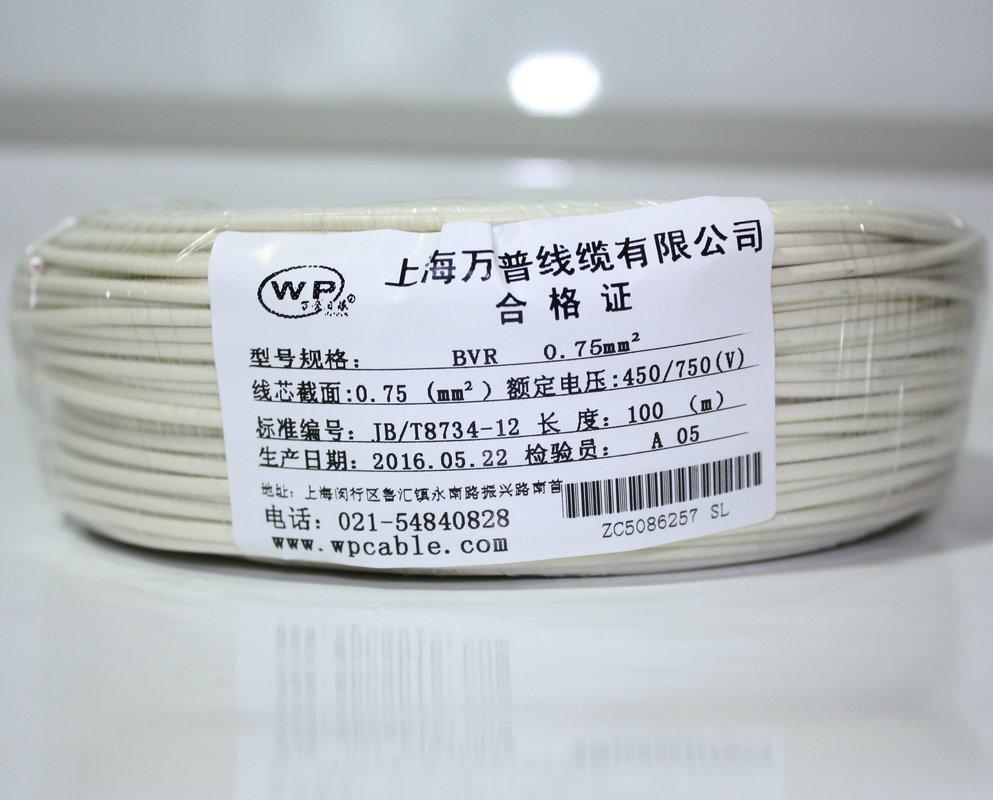 WP
上海万普线缆有限公司
合格证
型号规格： BVR 0.75mm²
线芯截面:0.75 (mm²) 额定电压:450/750(V)
标准编号: JB/T8734-12 长 度: 100 (m)
生产日期: 2016.05.22 检验员: A 05
地址: 上海闵行区鲁汇镇永南路振兴路南首
电话: 021-54840828
www.wpcable.com
ZC5086257 SL